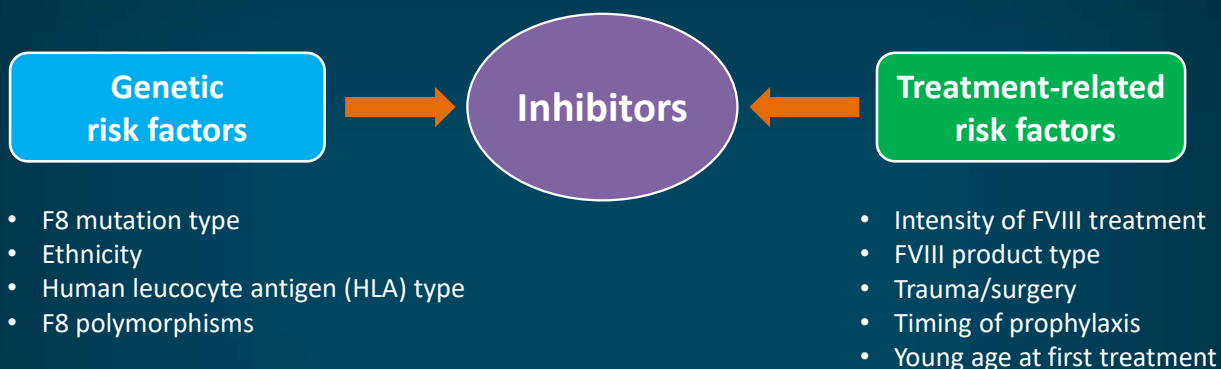 Genetic
risk factors
Inhibitors
Treatment-related
risk factors
• F8 mutation type
• Ethnicity
• Human leucocyte antigen (HLA) type
• F8 polymorphisms
• Intensity of FVIII treatment
• FVIII product type
• Trauma/surgery
• Timing of prophylaxis
• Young age at first treatment